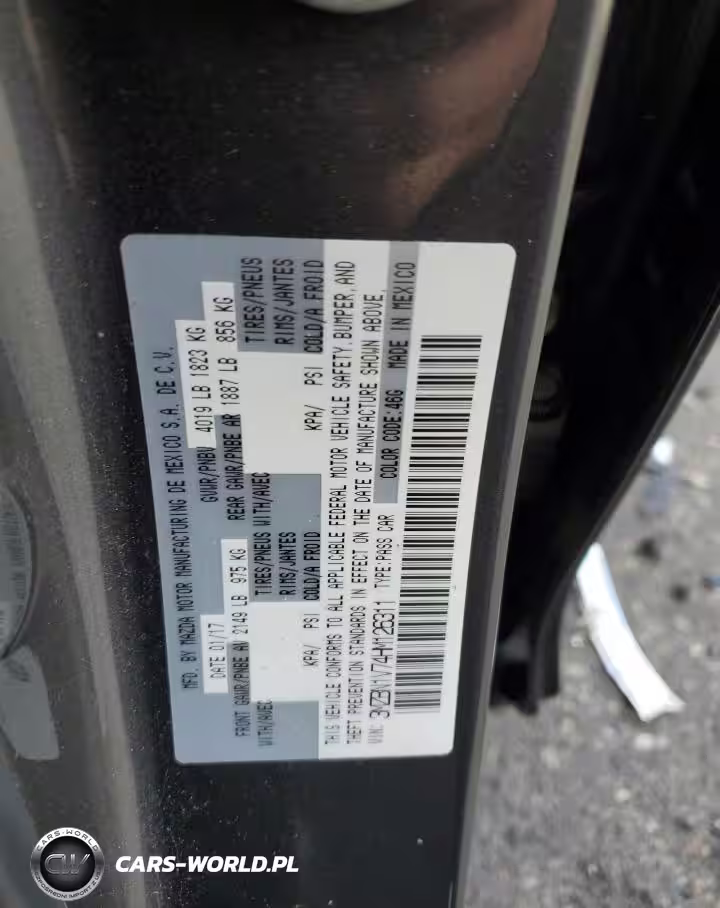 MFD. BY MAZDA MOTOR MANUFACTURING DE MEXICO S.A. DE C.V.
DATE 01/17 GVWR/PNBV 4019 LB 1823 KG
FRONT GAWR/PNBE AV 2149 LB 975 KG REAR GAWR/PNBE AR 1887 LB 856 KG
WITH/AVEC TIRES/PNEUS WITH/AVEC TIRES/PNEUS
RIMS/JANTES RIMS/JANTES
KPA/ PSI COLD/A FROID KPA/ PSI COLD/A FROID
THIS VEHICLE CONFORMS TO ALL APPLICABLE FEDERAL MOTOR VEHICLE SAFETY, BUMPER, AND
THEFT PREVENTION STANDARDS IN EFFECT ON THE DATE OF MANUFACTURE SHOWN ABOVE.
VIN: 3MZBN1V74HM126311 TYPE:PASS CAR COLOR CODE:46G MADE IN MEXICO
CARS-WORLD
CW
CARS-WORLD.PL